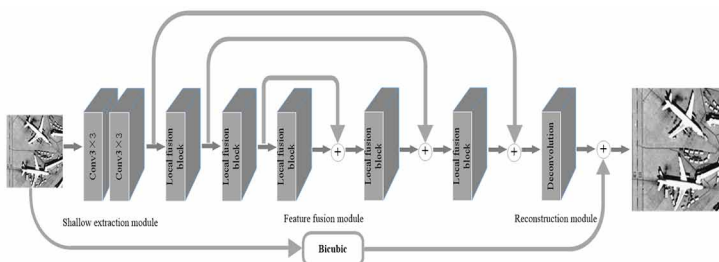 Conv3×3
Conv3×3
Local fusion
block
Local fusion
block
Local fusion
block
+
Local fusion
block
+
Local fusion
block
+
Deconvolution
+
Shallow extraction module
Feature fusion module
Reconstruction module
Bicubic